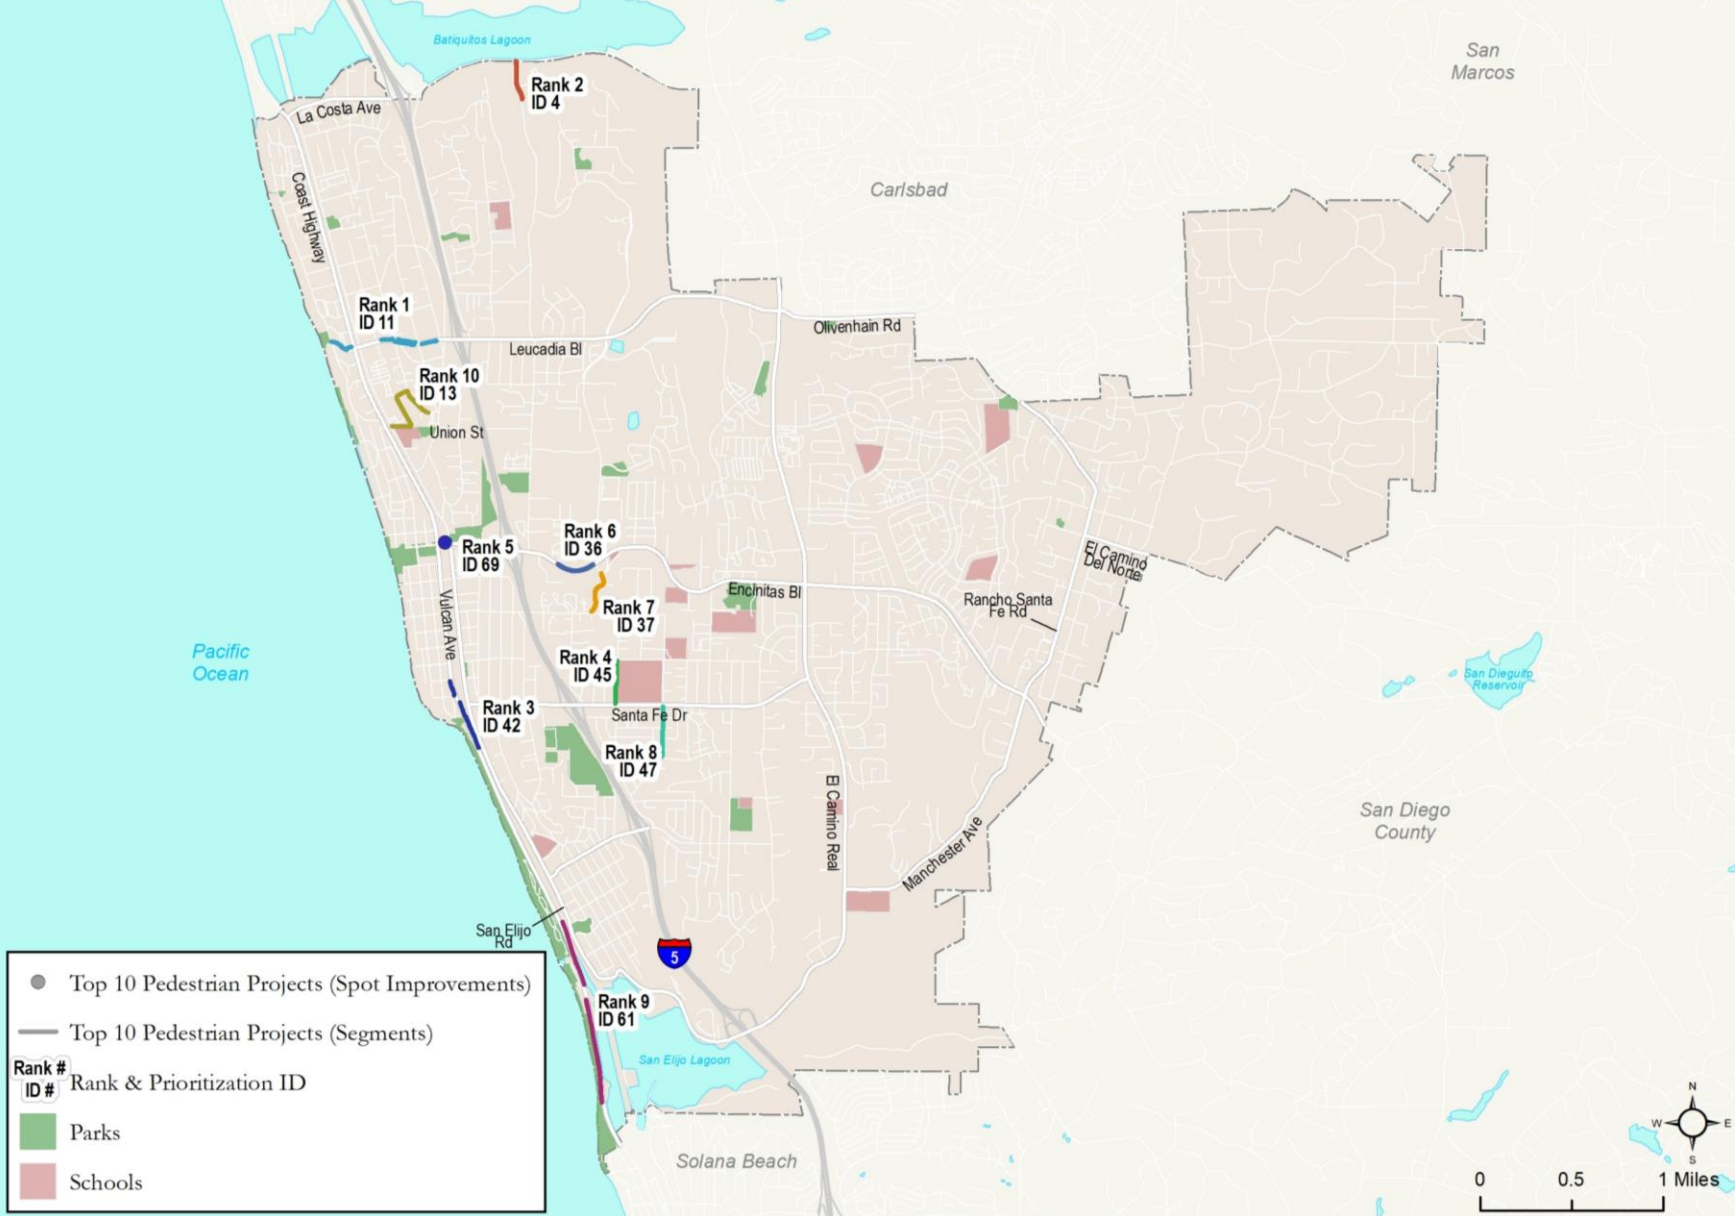 Batiquitos Lagoon
San
Marcos
Rank 2
ID 4
La Costa Ave
Carlsbad
Coast Highway
Rank 1
ID 11
Olivenhain Rd
Leucadia Bl
Rank 10
ID 13
Union St
Rank 6
ID 36
Rank 5
ID 69
El Camino
Del Norte
Encinitas Bl
Rancho Santa
Fe Rd
Rank 7
ID 37
Vulcan Ave
Pacific
Ocean
Rank 4
ID 45
San Dieguito
Reservoir
Rank 3
ID 42
Santa Fe Dr
Rank 8
ID 47
El Camino Real
San Diego
County
Manchester Ave
San Elijo
Rd
5
Rank 9
ID 61
San Elijo Lagoon
Solana Beach
Top 10 Pedestrian Projects (Spot Improvements)
Top 10 Pedestrian Projects (Segments)
Rank #
ID #
Rank & Prioritization ID
Parks
Schools
N
W E
S
0 0.5 1 Miles